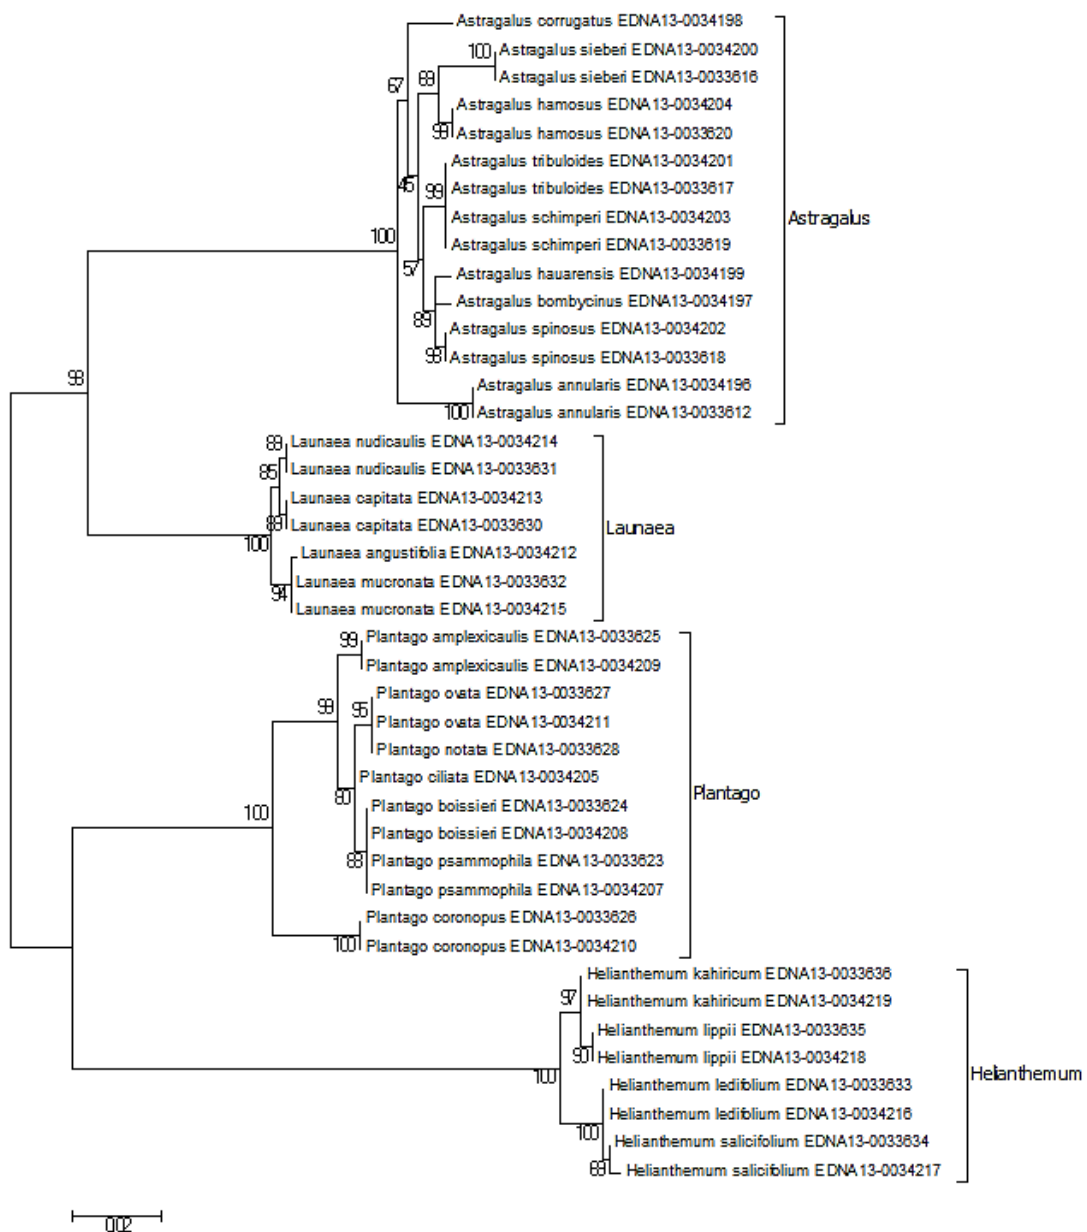 Astragalus corrugatus EDNA13-0034198
100
Astragalus sieberi EDNA13-0034200
Astragalus sieberi EDNA13-0033616
67
Astragalus hamosus EDNA13-0034204
Astragalus hamosus EDNA13-0033620
Astragalus tribuloides EDNA13-0034201
45
99
Astragalus tribuloides EDNA13-0033617
Astragalus schimperi EDNA13-0034203
Astragalus
100
Astragalus schimperi EDNA13-0033619
57
Astragalus hauarensis EDNA13-0034199
Astragalus bombycinus EDNA13-0034197
89
Astragalus spinosus EDNA13-0034202
Astragalus spinosus EDNA13-0033618
Astragalus annularis EDNA13-0034196
100
Astragalus annularis EDNA13-0033612
Launaea nudicaulis EDNA13-0034214
85
Launaea nudicaulis EDNA13-0033631
Launaea capitata EDNA13-0034213
Launaea capitata EDNA13-0033630
Launaea
100
Launaea angustifolia EDNA13-0034212
Launaea mucronata EDNA13-0033632
94
Launaea mucronata EDNA13-0034215
99
Plantago amplexicaulis EDNA13-0033625
Plantago amplexicaulis EDNA13-0034209
Plantago ovata EDNA13-0033627
95
Plantago ovata EDNA13-0034211
Plantago notata EDNA13-0033628
Plantago ciliata EDNA13-0034205
80
Plantago
100
Plantago boissieri EDNA13-0033624
Plantago boissieri EDNA13-0034208
Plantago psammophila EDNA13-0033623
Plantago psammophila EDNA13-0034207
Plantago coronopus EDNA13-0033626
100
Plantago coronopus EDNA13-0034210
Helianthemum kahiricum EDNA13-0033636
97
Helianthemum kahiricum EDNA13-0034219
Helianthemum lippii EDNA13-0033635
90
Helianthemum lippii EDNA13-0034218
100
Helianthemum
Helianthemum ledifolium EDNA13-0033633
Helianthemum ledifolium EDNA13-0034216
100
Helianthemum salicifolium EDNA13-0033634
Helianthemum salicifolium EDNA13-0034217
0.02